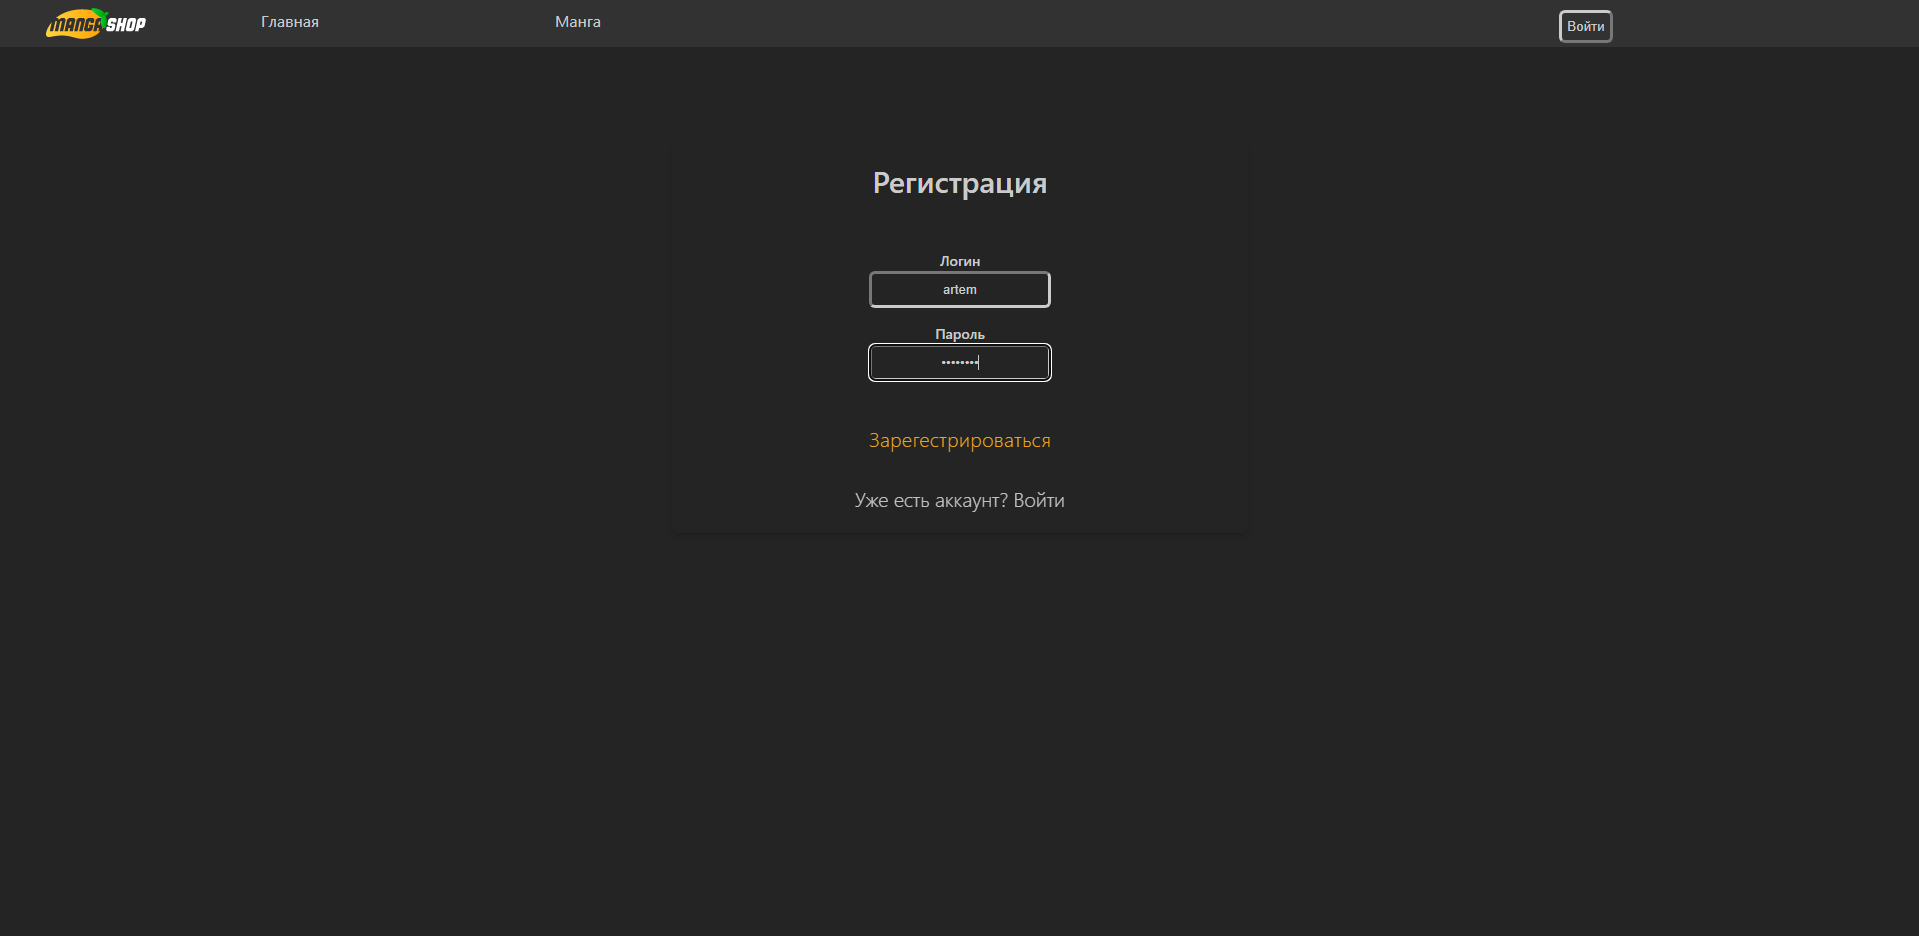 MANGA SHOP
Главная
Манга
Войти
Регистрация
Логин
artem
Пароль
••••••••
Зарегестрироваться
Уже есть аккаунт? Войти